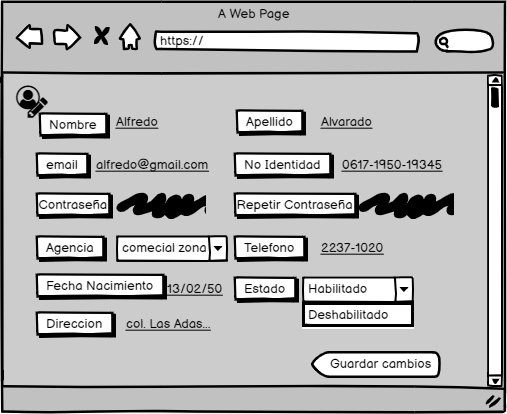 A Web Page
https://
Nombre Alfredo Apellido Alvarado
email alfredo@gmail.com No Identidad 0617-1950-19345
Contraseña Repetir Contraseña
Agencia comecial zona Telefono 2237-1020
Fecha Nacimiento 13/02/50 Estado Habilitado
Deshabilitado
Direccion col. Las Adas...
Guardar cambios